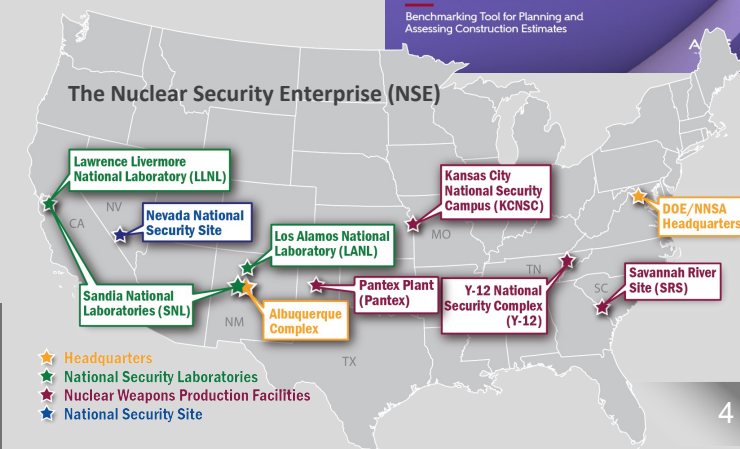 Benchmarking Tool for Planning and
Assessing Construction Estimates
The Nuclear Security Enterprise (NSE)
Lawrence Livermore
National Laboratory (LLNL)
Kansas City
National Security
Campus (KCNSC)
DOE/NNSA
Headquarters
NV
CA
Nevada National
Security Site
MO
Los Alamos National
Laboratory (LANL)
TN
SC
Savannah River
Site (SRS)
Sandia National
Laboratories (SNL)
Pantex Plant
(Pantex)
Y-12 National
Security Complex
(Y-12)
Albuquerque
Complex
NM
TX
Headquarters
National Security Laboratories
Nuclear Weapons Production Facilities
National Security Site
4